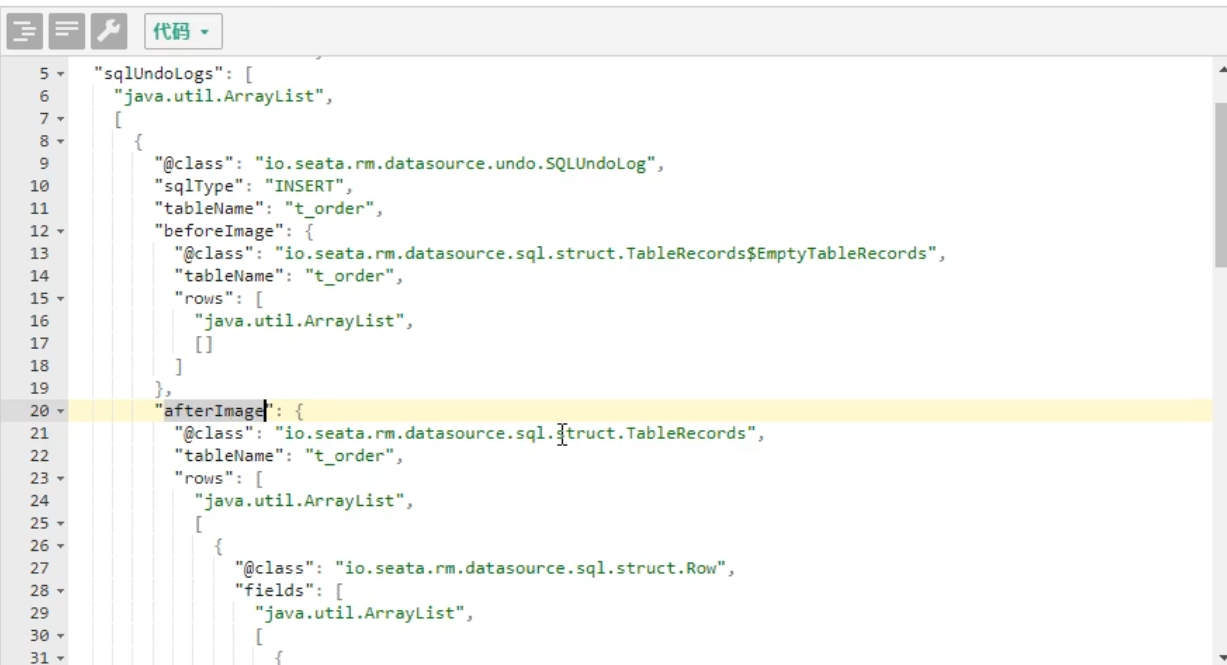 代码
5 "sqlUndoLogs": [
6 "java.util.ArrayList",
7 [
8 {
9 "@class": "io.seata.rm.datasource.undo.SQLUndoLog",
10 "sqlType": "INSERT",
11 "tableName": "t_order",
12 "beforeImage": {
13 "@class": "io.seata.rm.datasource.sql.struct.TableRecords$EmptyTableRecords",
14 "tableName": "t_order",
15 "rows": [
16 "java.util.ArrayList",
17 []
18 ]
19 },
20 "afterImage": {
21 "@class": "io.seata.rm.datasource.sql.struct.TableRecords",
22 "tableName": "t_order",
23 "rows": [
24 "java.util.ArrayList",
25 [
26 {
27 "@class": "io.seata.rm.datasource.sql.struct.Row",
28 "fields": [
29 "java.util.ArrayList",
30 [
31 {